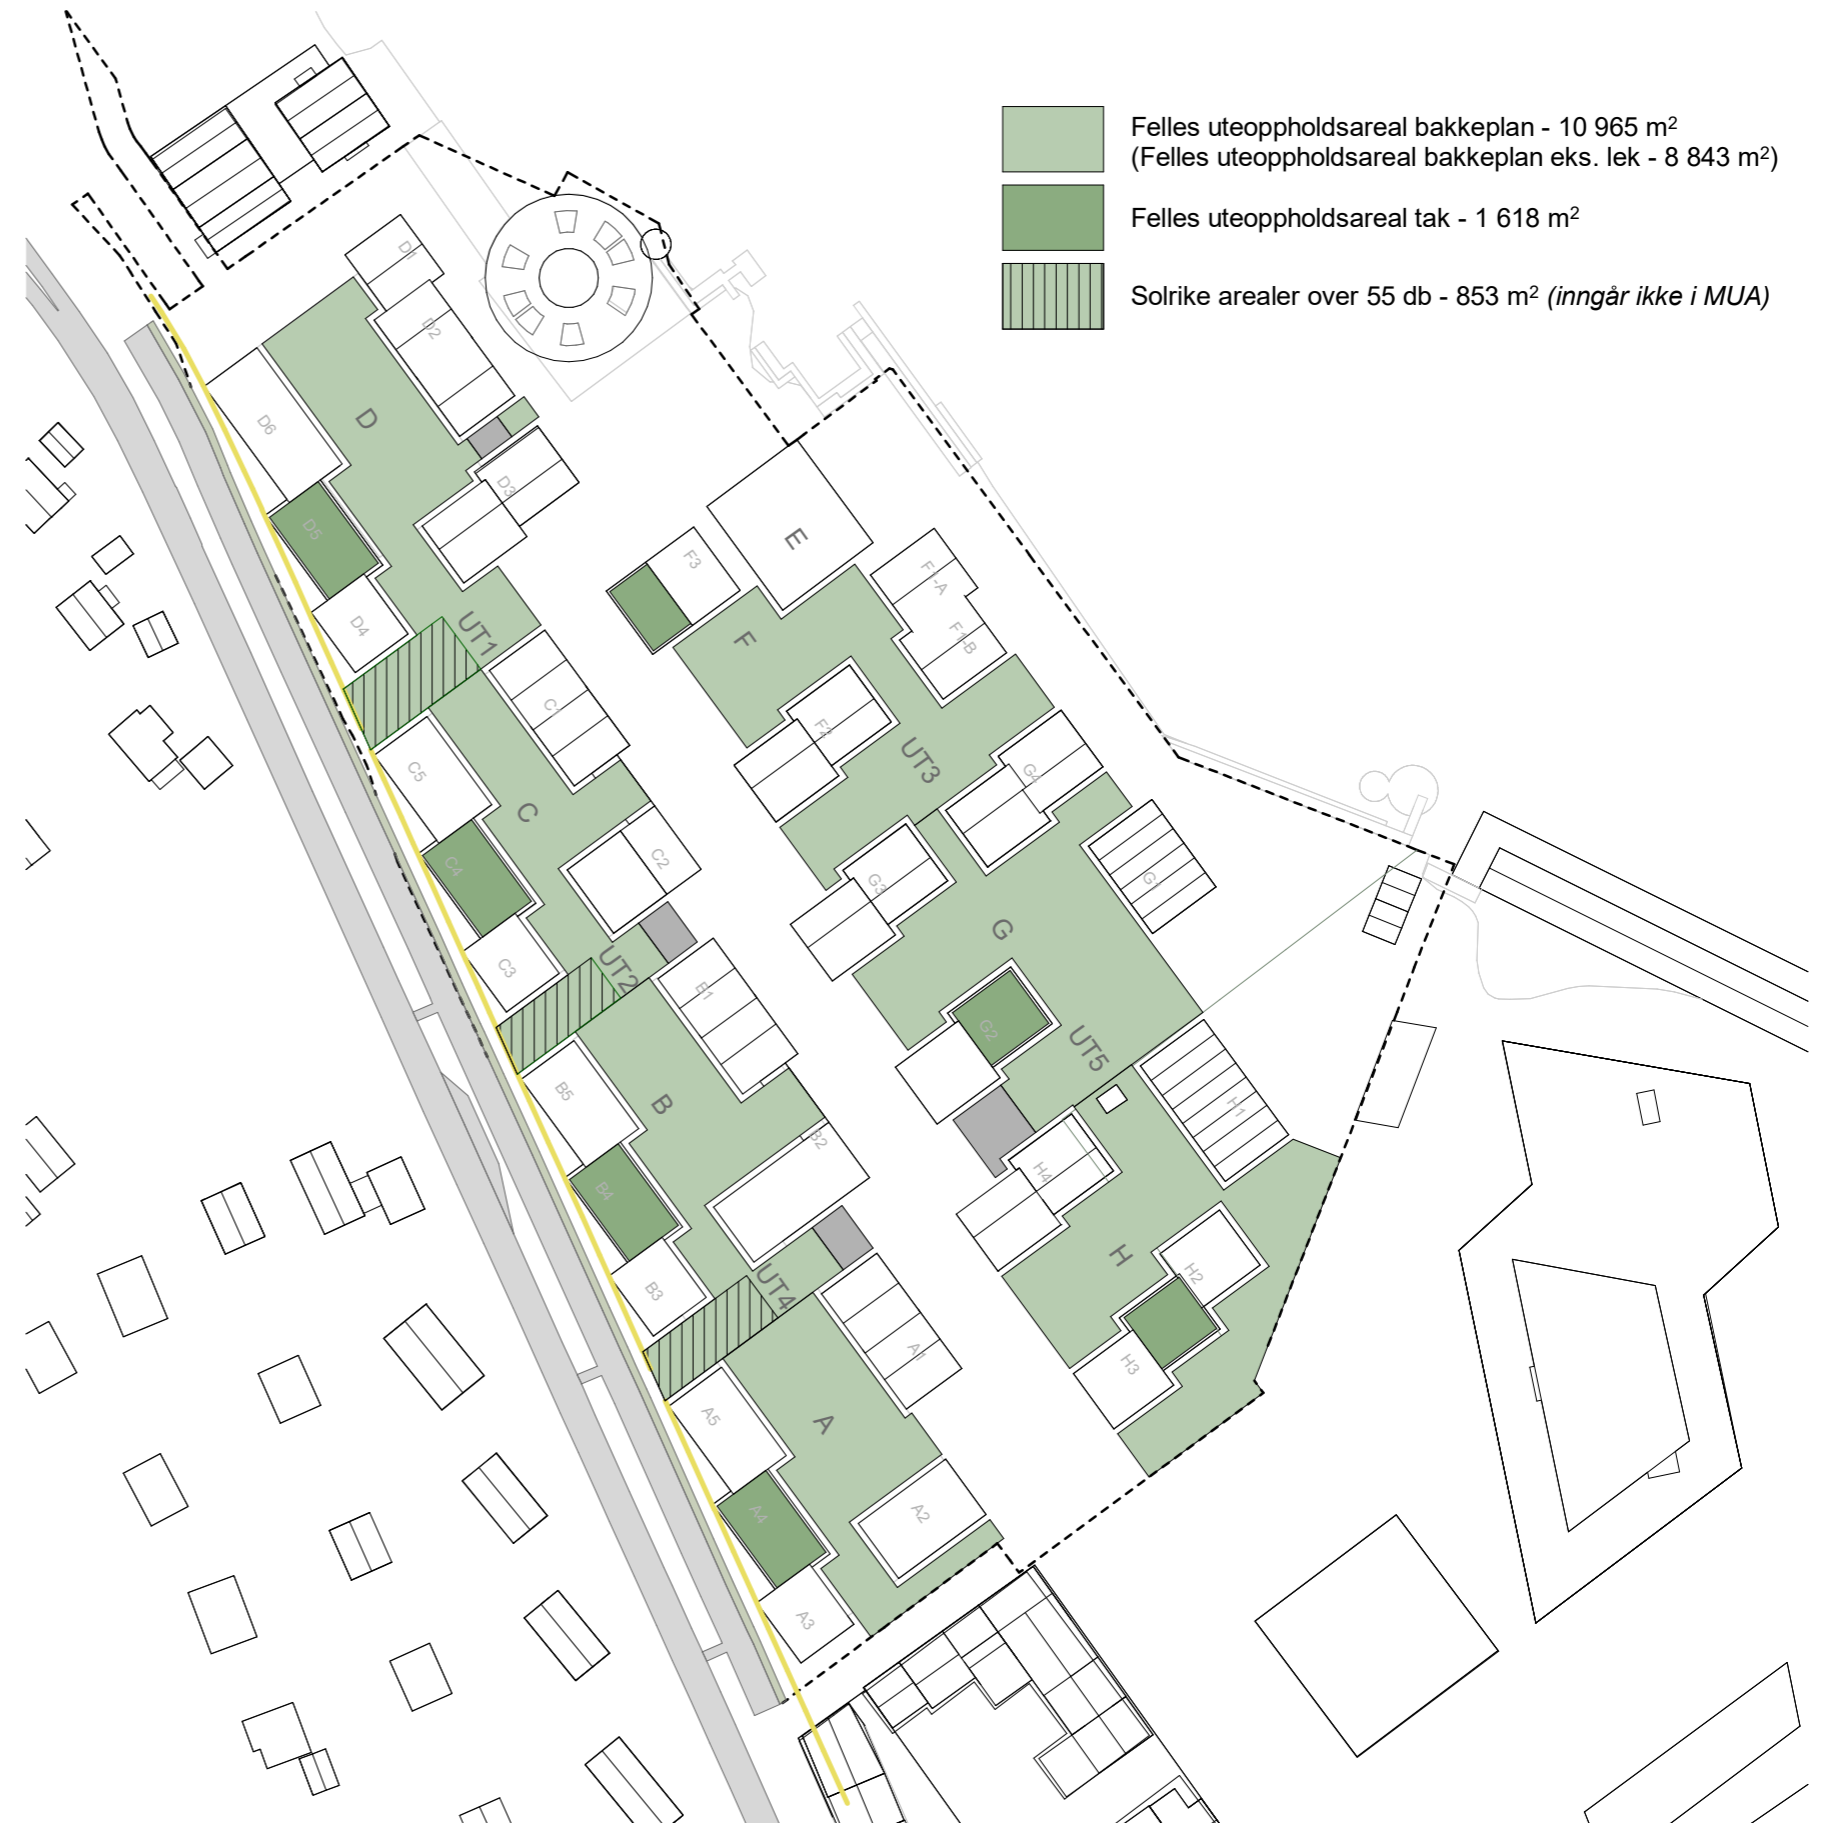 Felles uteoppholdsareal bakkeplan - 10 965 m²
(Felles uteoppholdsareal bakkeplan eks. lek - 8 843 m²)
Felles uteoppholdsareal tak - 1 618 m²
Solrike arealer over 55 db - 853 m² (inngår ikke i MUA)
D1
D2
D6
D
D3
D5
D4
UT1
E
F3
F1-A
F1-B
F
F2
UT3
C1
C5
C
C4
C2
C3
UT2
G4
G3
G1
G
G2
UT5
B1
B5
B
B4
B2
B3
UT4
H1
H4
H
H2
H3
A1
A5
A
A4
A2
A3